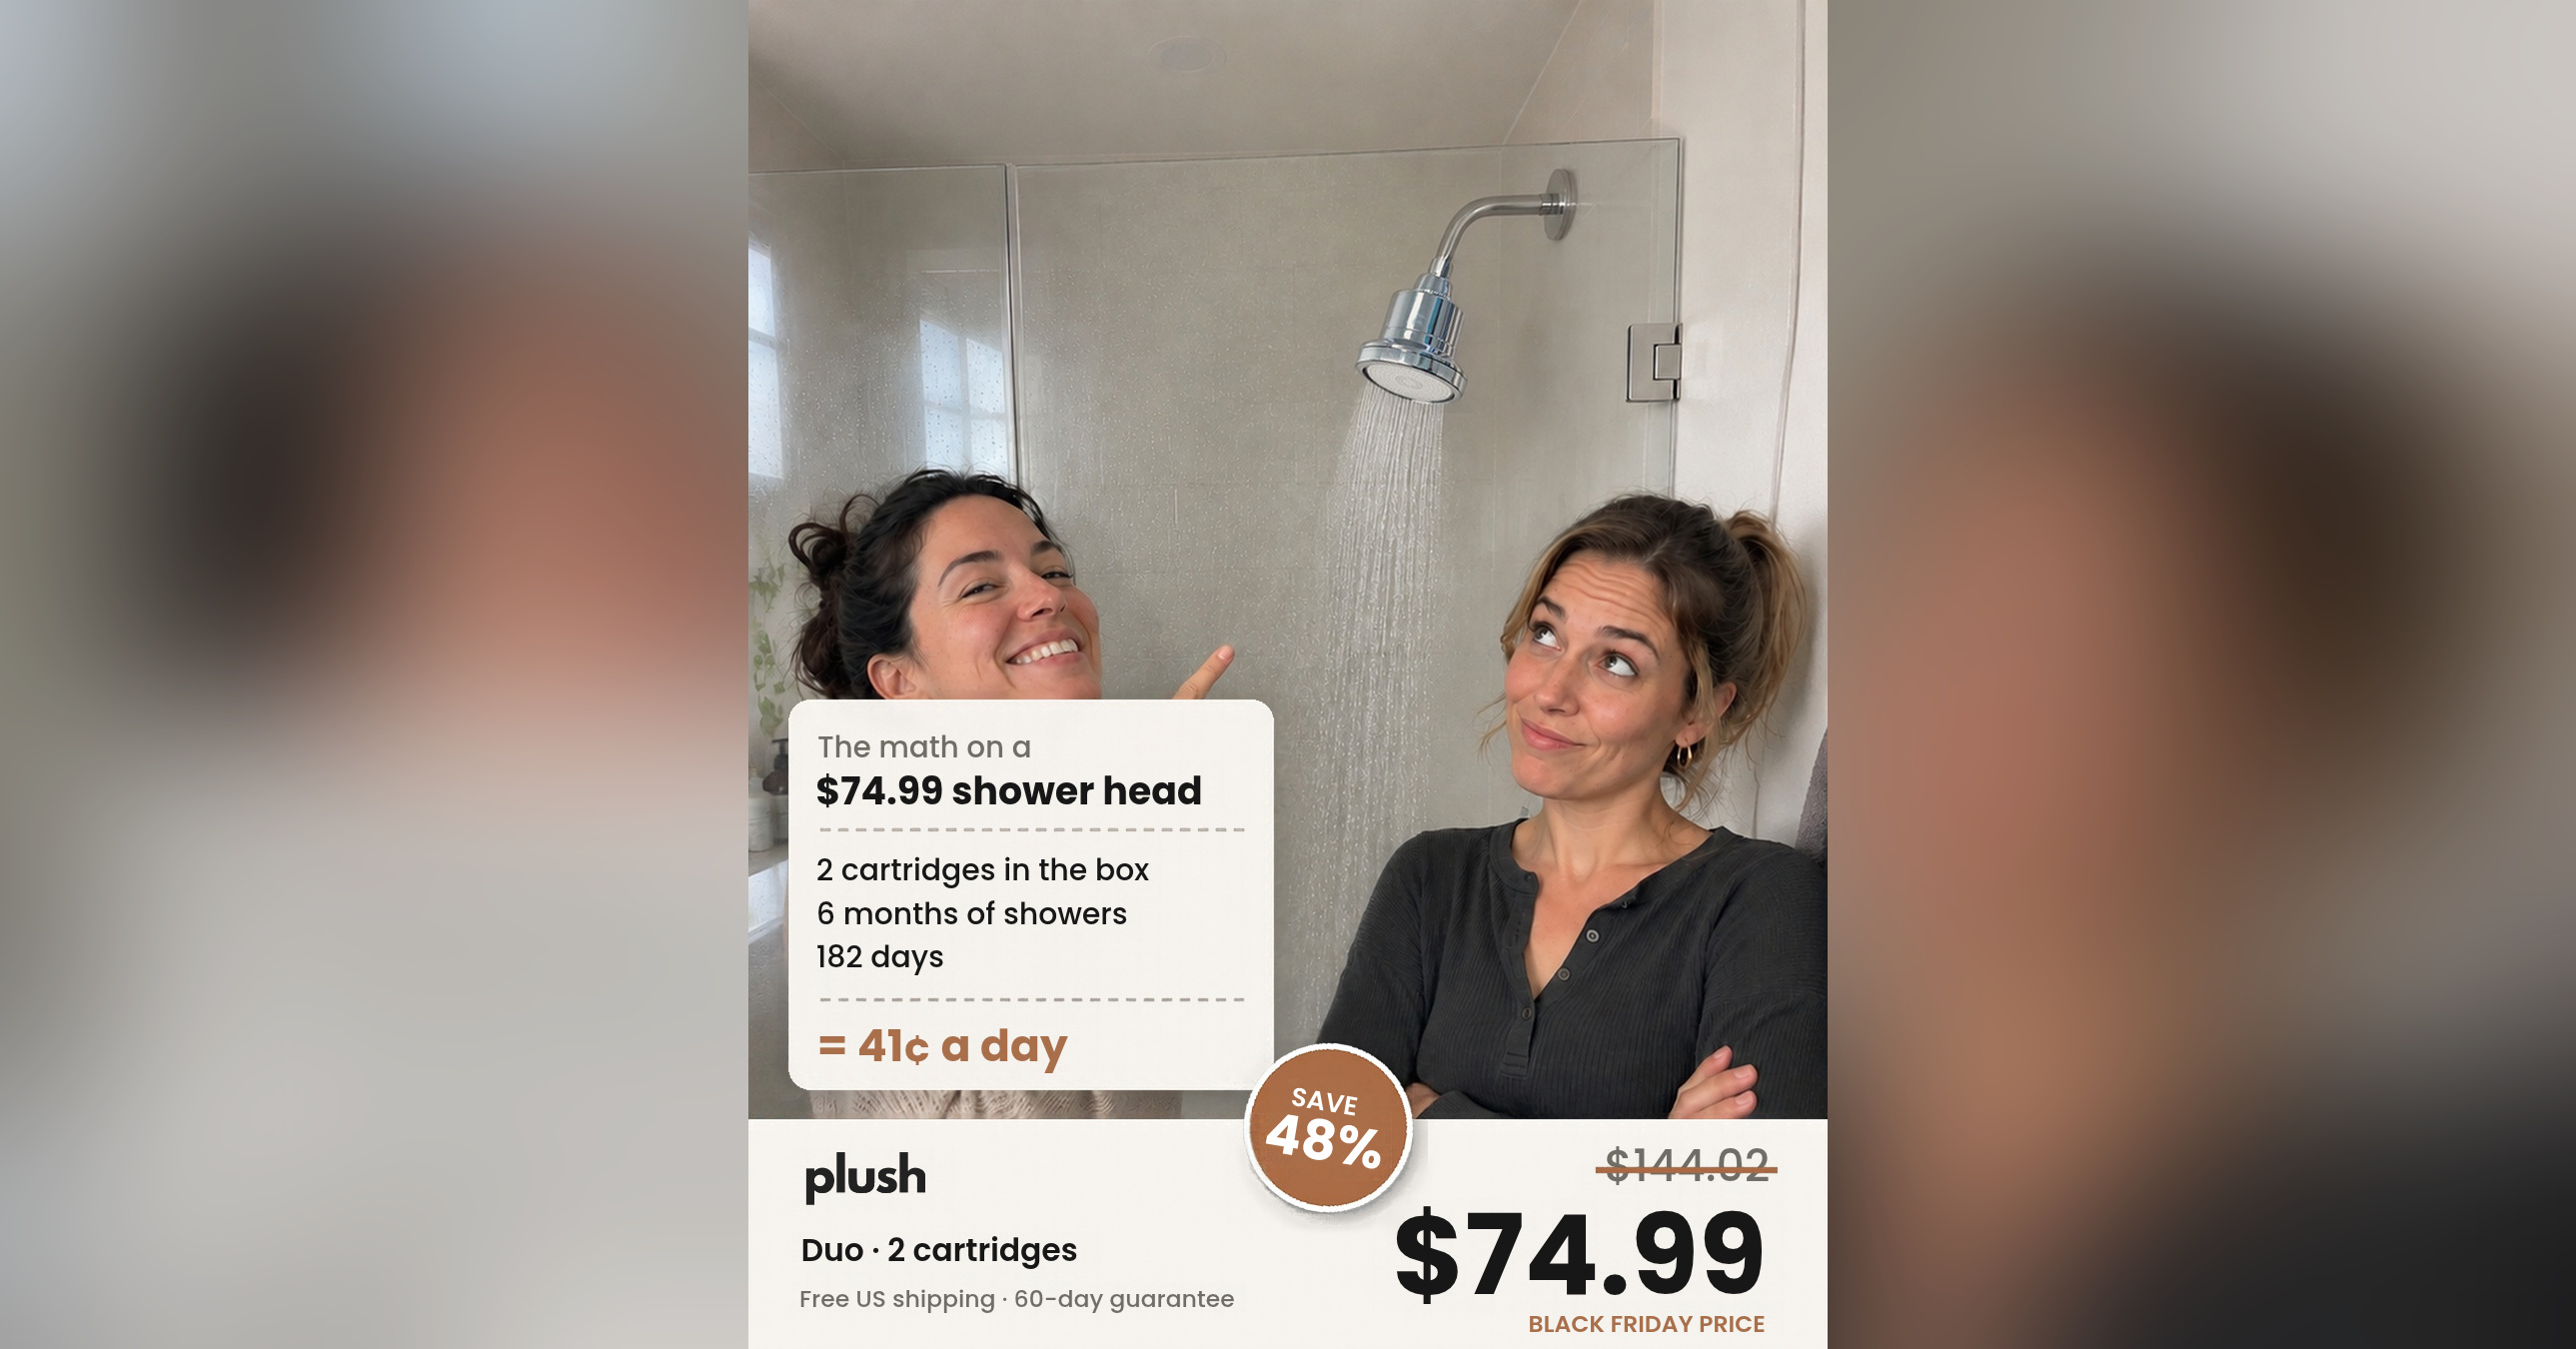 The math on a
$74.99 shower head
2 cartridges in the box
6 months of showers
182 days
= 41¢ a day
SAVE
48%
plush
Duo · 2 cartridges
Free US shipping · 60-day guarantee
$144.02
$74.99
BLACK FRIDAY PRICE